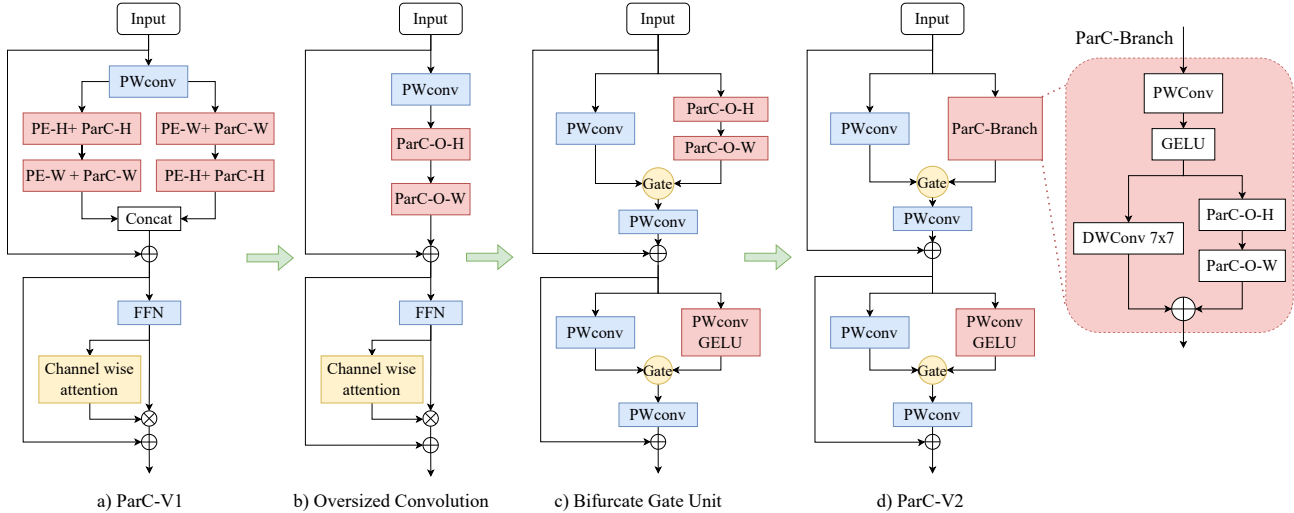 Input
PWconv
PE-H+ ParC-H
PE-W+ ParC-W
PE-W + ParC-W
PE-H+ ParC-H
Concat
FFN
Channel wise
attention
a) ParC-V1
Input
PWconv
ParC-O-H
ParC-O-W
FFN
Channel wise
attention
b) Oversized Convolution
Input
PWconv
ParC-O-H
ParC-O-W
Gate
PWconv
PWconv
PWconv
GELU
Gate
PWconv
c) Bifurcate Gate Unit
Input
PWconv
ParC-Branch
Gate
PWconv
PWconv
PWconv
GELU
Gate
PWconv
d) ParC-V2
ParC-Branch
PWConv
GELU
DWConv 7x7
ParC-O-H
ParC-O-W